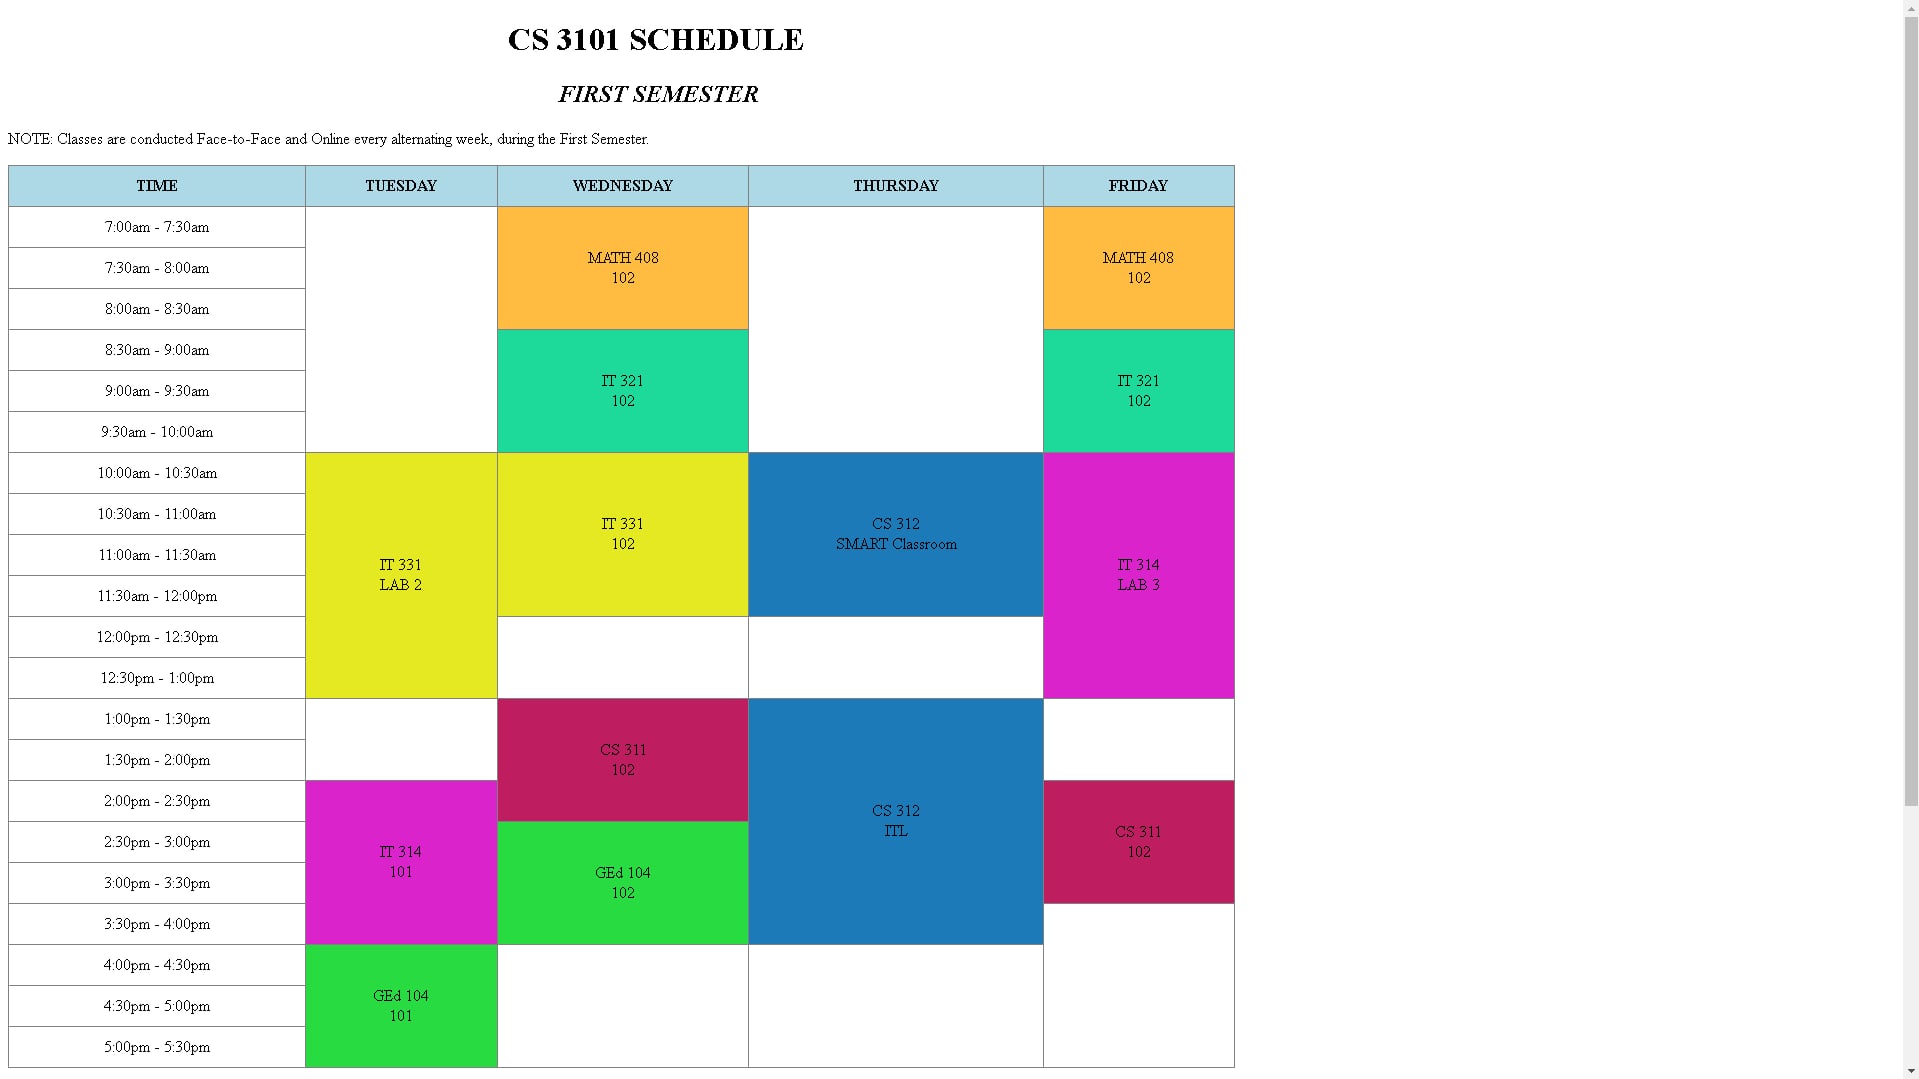 CS 3101 SCHEDULE
FIRST SEMESTER
NOTE: Classes are conducted Face-to-Face and Online every alternating week, during the First Semester.
TIME TUESDAY WEDNESDAY THURSDAY FRIDAY
7:00am - 7:30am
MATH 408
102
MATH 408
102
7:30am - 8:00am
8:00am - 8:30am
8:30am - 9:00am
IT 321
102
IT 321
102
9:00am - 9:30am
9:30am - 10:00am
10:00am - 10:30am
IT 331
LAB 2
IT 331
102
CS 312
SMART Classroom
IT 314
LAB 3
10:30am - 11:00am
11:00am - 11:30am
11:30am - 12:00pm
12:00pm - 12:30pm
12:30pm - 1:00pm
1:00pm - 1:30pm
CS 311
102
CS 312
ITL
1:30pm - 2:00pm
2:00pm - 2:30pm
IT 314
101
CS 311
102
2:30pm - 3:00pm
GEd 104
102
3:00pm - 3:30pm
3:30pm - 4:00pm
4:00pm - 4:30pm
GEd 104
101
4:30pm - 5:00pm
5:00pm - 5:30pm